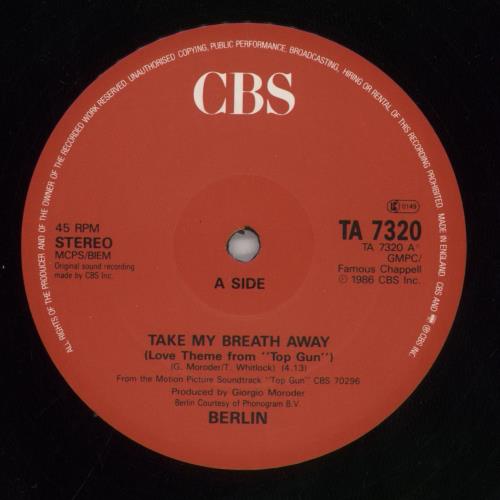 ALL RIGHTS OF THE PRODUCER AND OF THE OWNER OF THE RECORDED WORK RESERVED. UNAUTHORISED COPYING, PUBLIC PERFORMANCE, BROADCASTING, HIRING OR RENTAL OF THIS RECORDING PROHIBITED. MADE IN ENGLAND. CBS AND ℗ CBS INC.
CBS
45 RPM
STEREO
MCPS/BIEM
Original sound recording
made by CBS Inc.
A SIDE
0149
TA 7320
TA 7320 A
GMPC/
Famous Chappell
℗ 1986 CBS Inc.
TAKE MY BREATH AWAY
(Love Theme from "Top Gun")
(G. Moroder/T. Whitlock) (4.13)
From the Motion Picture Soundtrack "Top Gun" CBS 70296
Produced by Giorgio Moroder
Berlin Courtesy of Phonogram B.V.
BERLIN